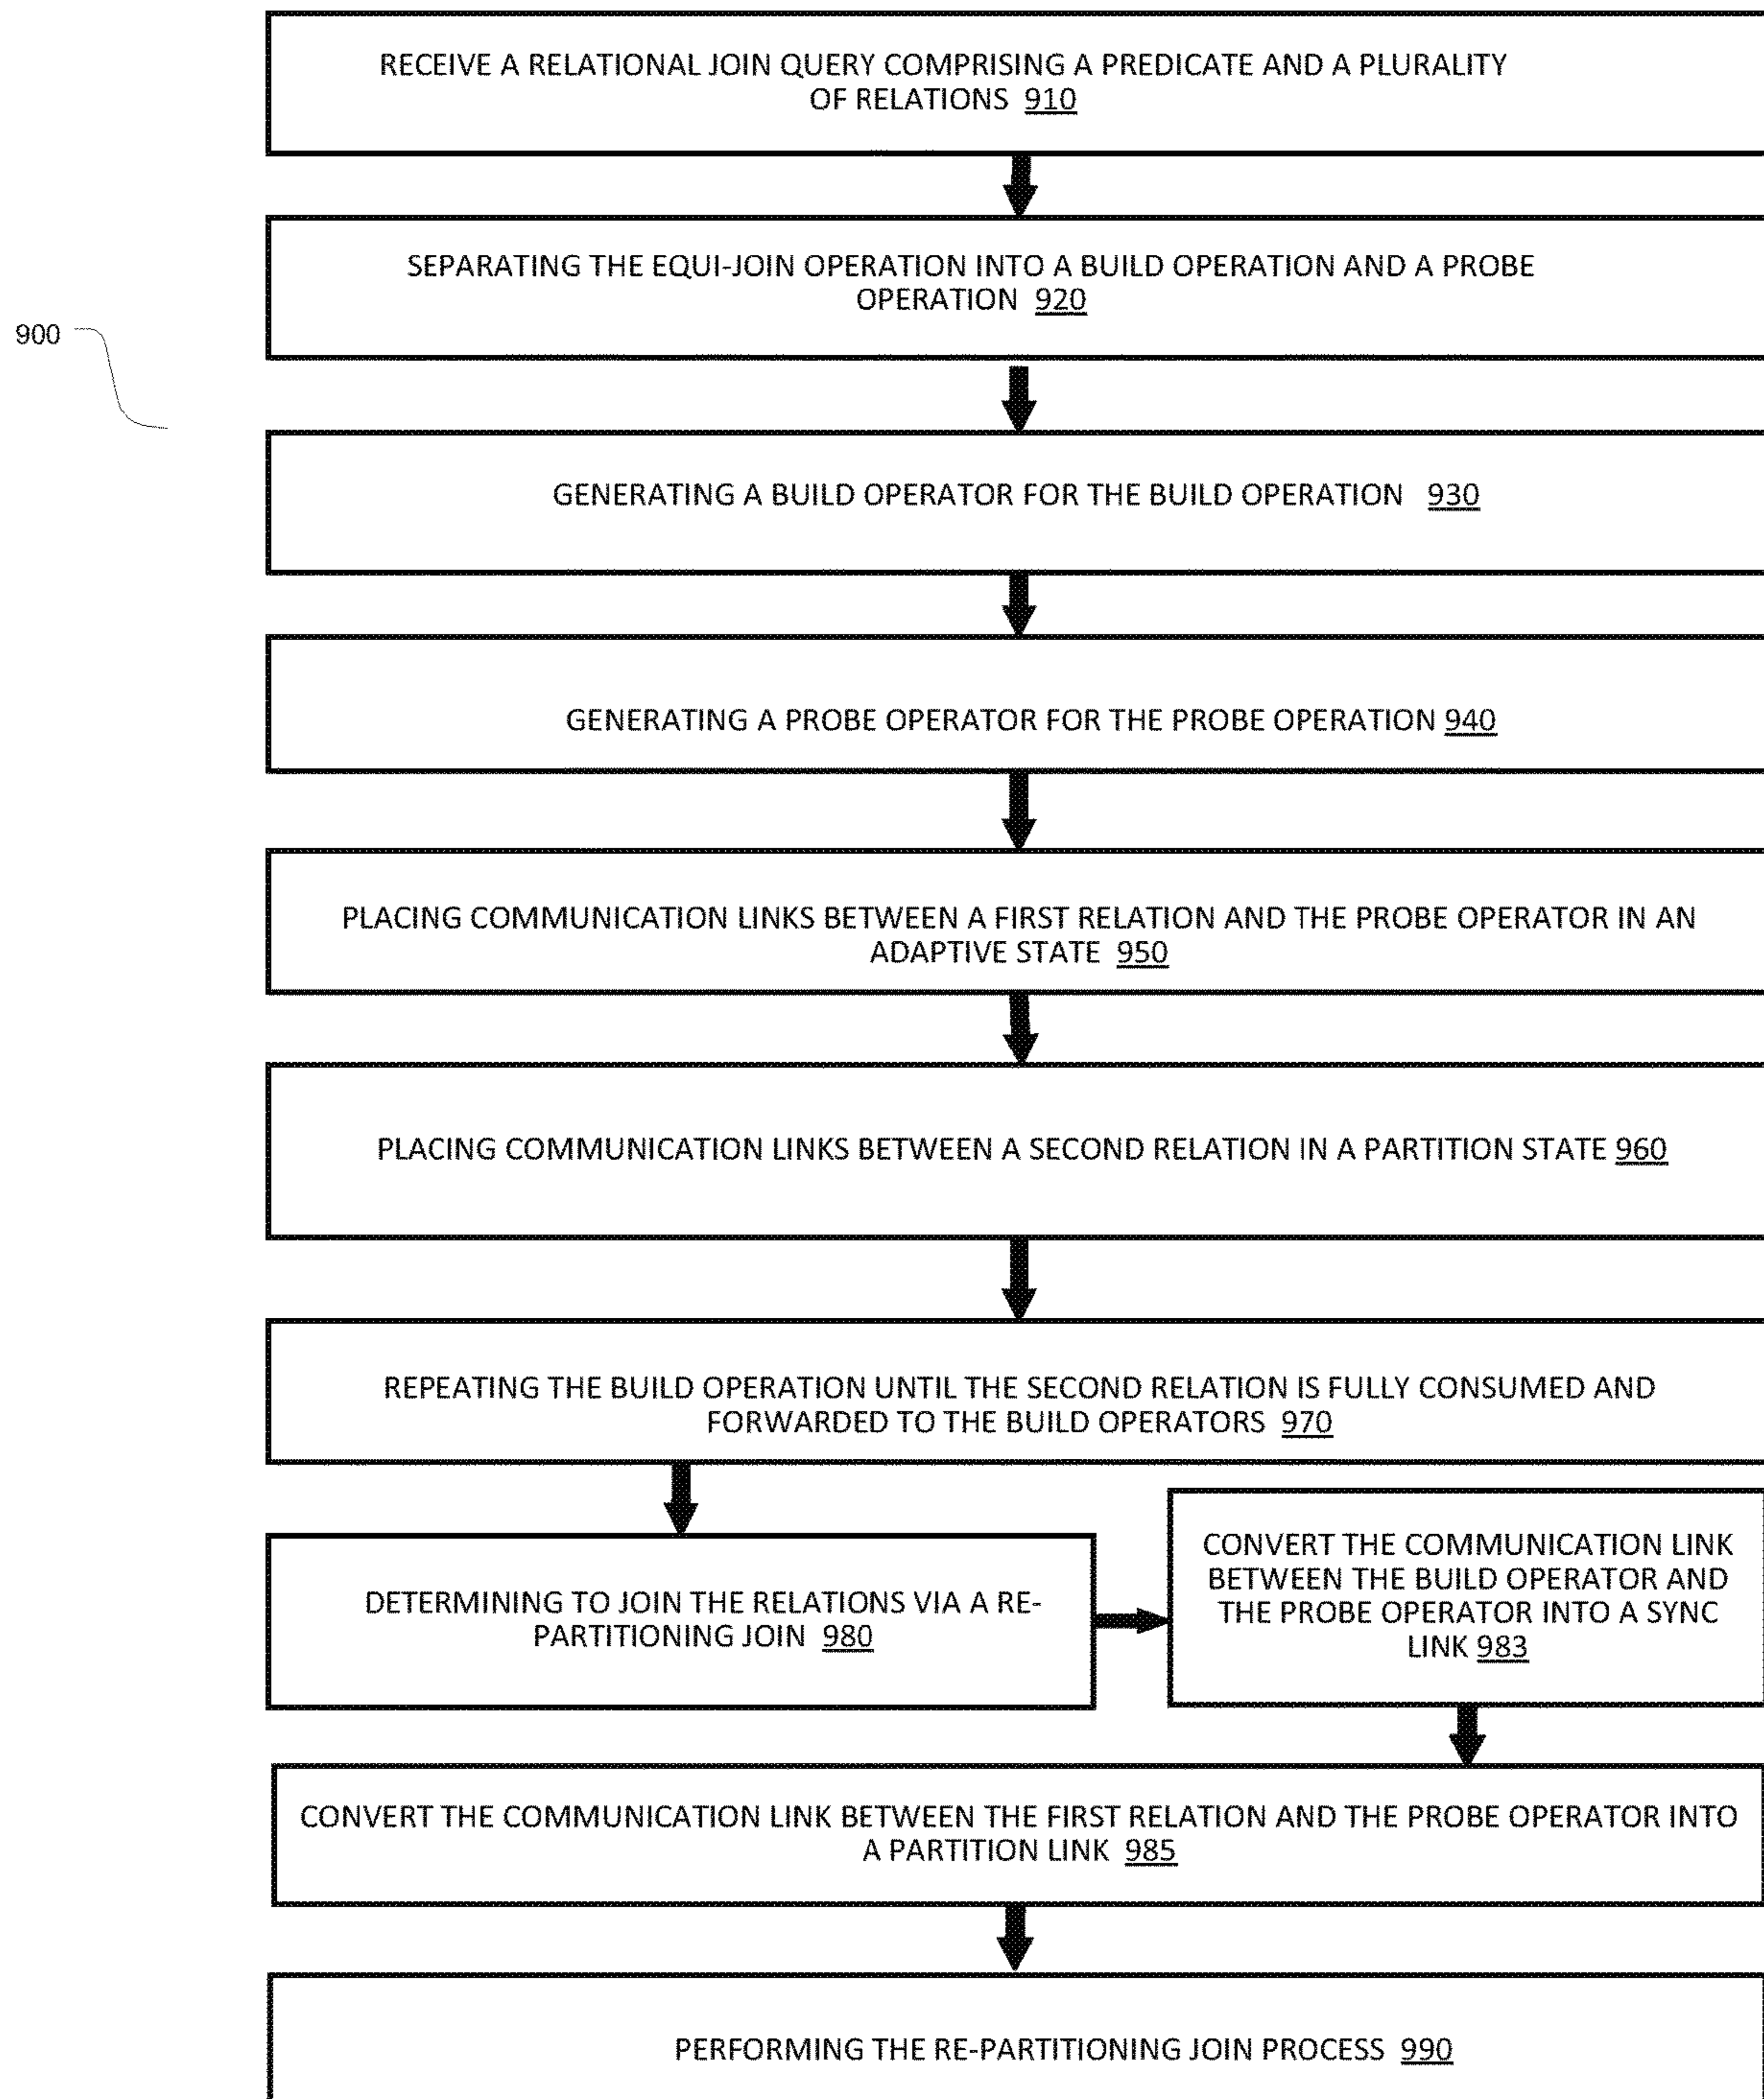 RECEIVE A RELATIONAL JOIN QUERY COMPRISING A PREDICATE AND A PLURALITY
OF RELATIONS 910
SEPARATING THE EQUI-JOIN OPERATION INTO A BUILD OPERATION AND A PROBE
OPERATION 920
900
GENERATING A BUILD OPERATOR FOR THE BUILD OPERATION 930
GENERATING A PROBE OPERATOR FOR THE PROBE OPERATION 940
PLACING COMMUNICATION LINKS BETWEEN A FIRST RELATION AND THE PROBE OPERATOR IN AN
ADAPTIVE STATE 950
PLACING COMMUNICATION LINKS BETWEEN A SECOND RELATION IN A PARTITION STATE 960
REPEATING THE BUILD OPERATION UNTIL THE SECOND RELATION IS FULLY CONSUMED AND
FORWARDED TO THE BUILD OPERATORS 970
DETERMINING TO JOIN THE RELATIONS VIA A RE-
PARTITIONING JOIN 980
CONVERT THE COMMUNICATION LINK
BETWEEN THE BUILD OPERATOR AND
THE PROBE OPERATOR INTO A SYNC
LINK 983
CONVERT THE COMMUNICATION LINK BETWEEN THE FIRST RELATION AND THE PROBE OPERATOR INTO
A PARTITION LINK 985
PERFORMING THE RE-PARTITIONING JOIN PROCESS 990